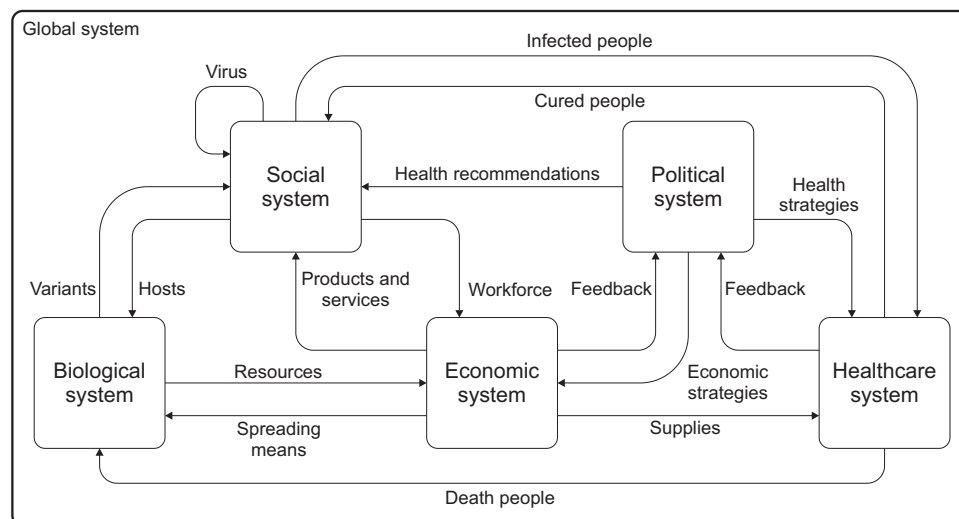 Global system
Infected people
Virus
Cured people
Social
system
Health recommendations
Political
system
Health
strategies
Variants
Hosts
Products and
services
Workforce
Feedback
Feedback
Biological
system
Resources
Economic
system
Economic
strategies
Healthcare
system
Spreading
means
Supplies
Death people